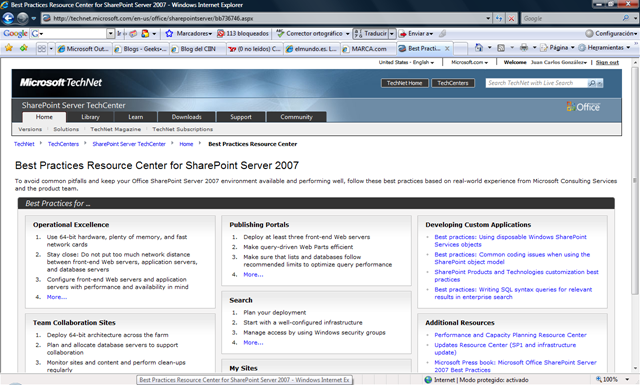 Best Practices Resource Center for SharePoint Server 2007 - Windows Internet Explorer
http://technet.microsoft.com/en-us/office/sharepointserver/bb736746.aspx
Google
Google
Marcadores
113 bloqueados
Corrector ortográfico
Traducir
Enviar a
Configuración
Microsoft Out...
Blogs - Geeks=...
Blog del CBN
(0 no leídos) C...
elmundo.es. L...
MARCA.com
Best Practi...
Página
Herramientas
United States - English
Microsoft.com
Welcome Juan Carlos González!
Sign out
Microsoft TechNet
TechNet Home
TechCenters
Search TechNet with Live Search
SharePoint Server TechCenter
Office
Home
Library
Learn
Downloads
Support
Community
Versions
Solutions
TechNet Magazine
TechNet Subscriptions
TechNet > TechCenters > SharePoint Server TechCenter > Home > Best Practices Resource Center
Best Practices Resource Center for SharePoint Server 2007
To avoid common pitfalls and keep your Office SharePoint Server 2007 environment available and performing well, follow these best practices based on real-world experience from Microsoft Consulting Services
and the product team.
Best Practices for ...
Operational Excellence
1. Use 64-bit hardware, plenty of memory, and fast
network cards
2. Stay close: Do not put too much network distance
between front-end Web servers, application servers,
and database servers
3. Configure front-end Web servers and application
servers with performance and availability in mind
4. More...
Team Collaboration Sites
1. Deploy 64-bit architecture across the farm
2. Plan and allocate database servers to support
collaboration
3. Monitor sites and content and perform clean-ups
regularly
Publishing Portals
1. Deploy at least three front-end Web servers
2. Make query-driven Web Parts efficient
3. Make sure that lists and databases follow
recommended limits to optimize query performance
4. More...
Search
1. Plan your deployment
2. Start with a well-configured infrastructure
3. Manage access by using Windows security groups
4. More...
My Sites
Developing Custom Applications
Best practices: Using disposable Windows SharePoint
Services objects
Best practices: Common coding issues when using the
SharePoint object model
SharePoint Products and Technologies customization best
practices
Best practices: Writing SQL syntax queries for relevant
results in enterprise search
Additional Resources
Performance and Capacity Planning Resource Center
Updates Resource Center (SP1 and infrastructure
update)
Microsoft Press book: Microsoft Office SharePoint Server
2007 Best Practices
Best Practices Resource Center for SharePoint Server 2007 - Windows Internet Ex
Internet | Modo protegido: activado
100%